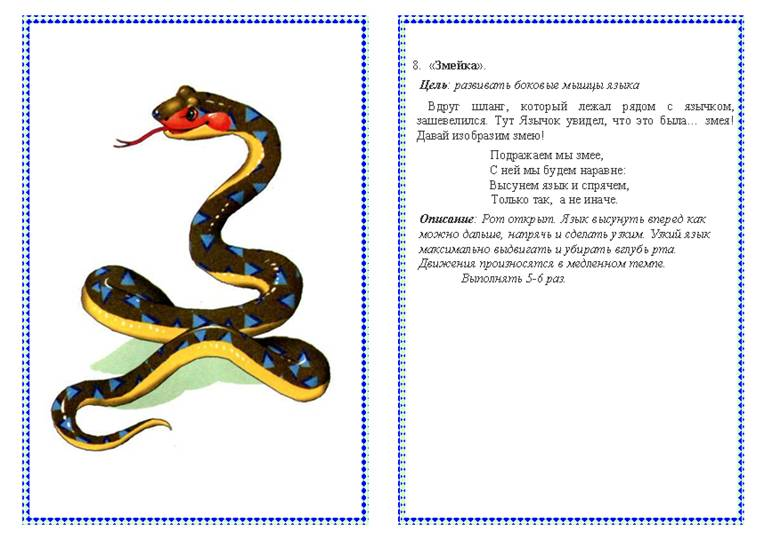 8. «Змейка».
Цель: развивать боковые мышцы языка
Вдруг шланг, который лежал рядом с язычком,
зашевелился. Тут Язычок увидел, что это была... змея!
Давай изобразим змею!
Подражаем мы змее,
С ней мы будем наравне:
Высунем язык и спрячем,
Только так, а не иначе.
Описание: Рот открыт. Язык высунуть вперед как
можно дальше, напрячь и сделать узким. Узкий язык
максимально выдвигать и убирать вглубь рта.
Движения произносятся в медленном темпе.
Выполнять 5-6 раз.